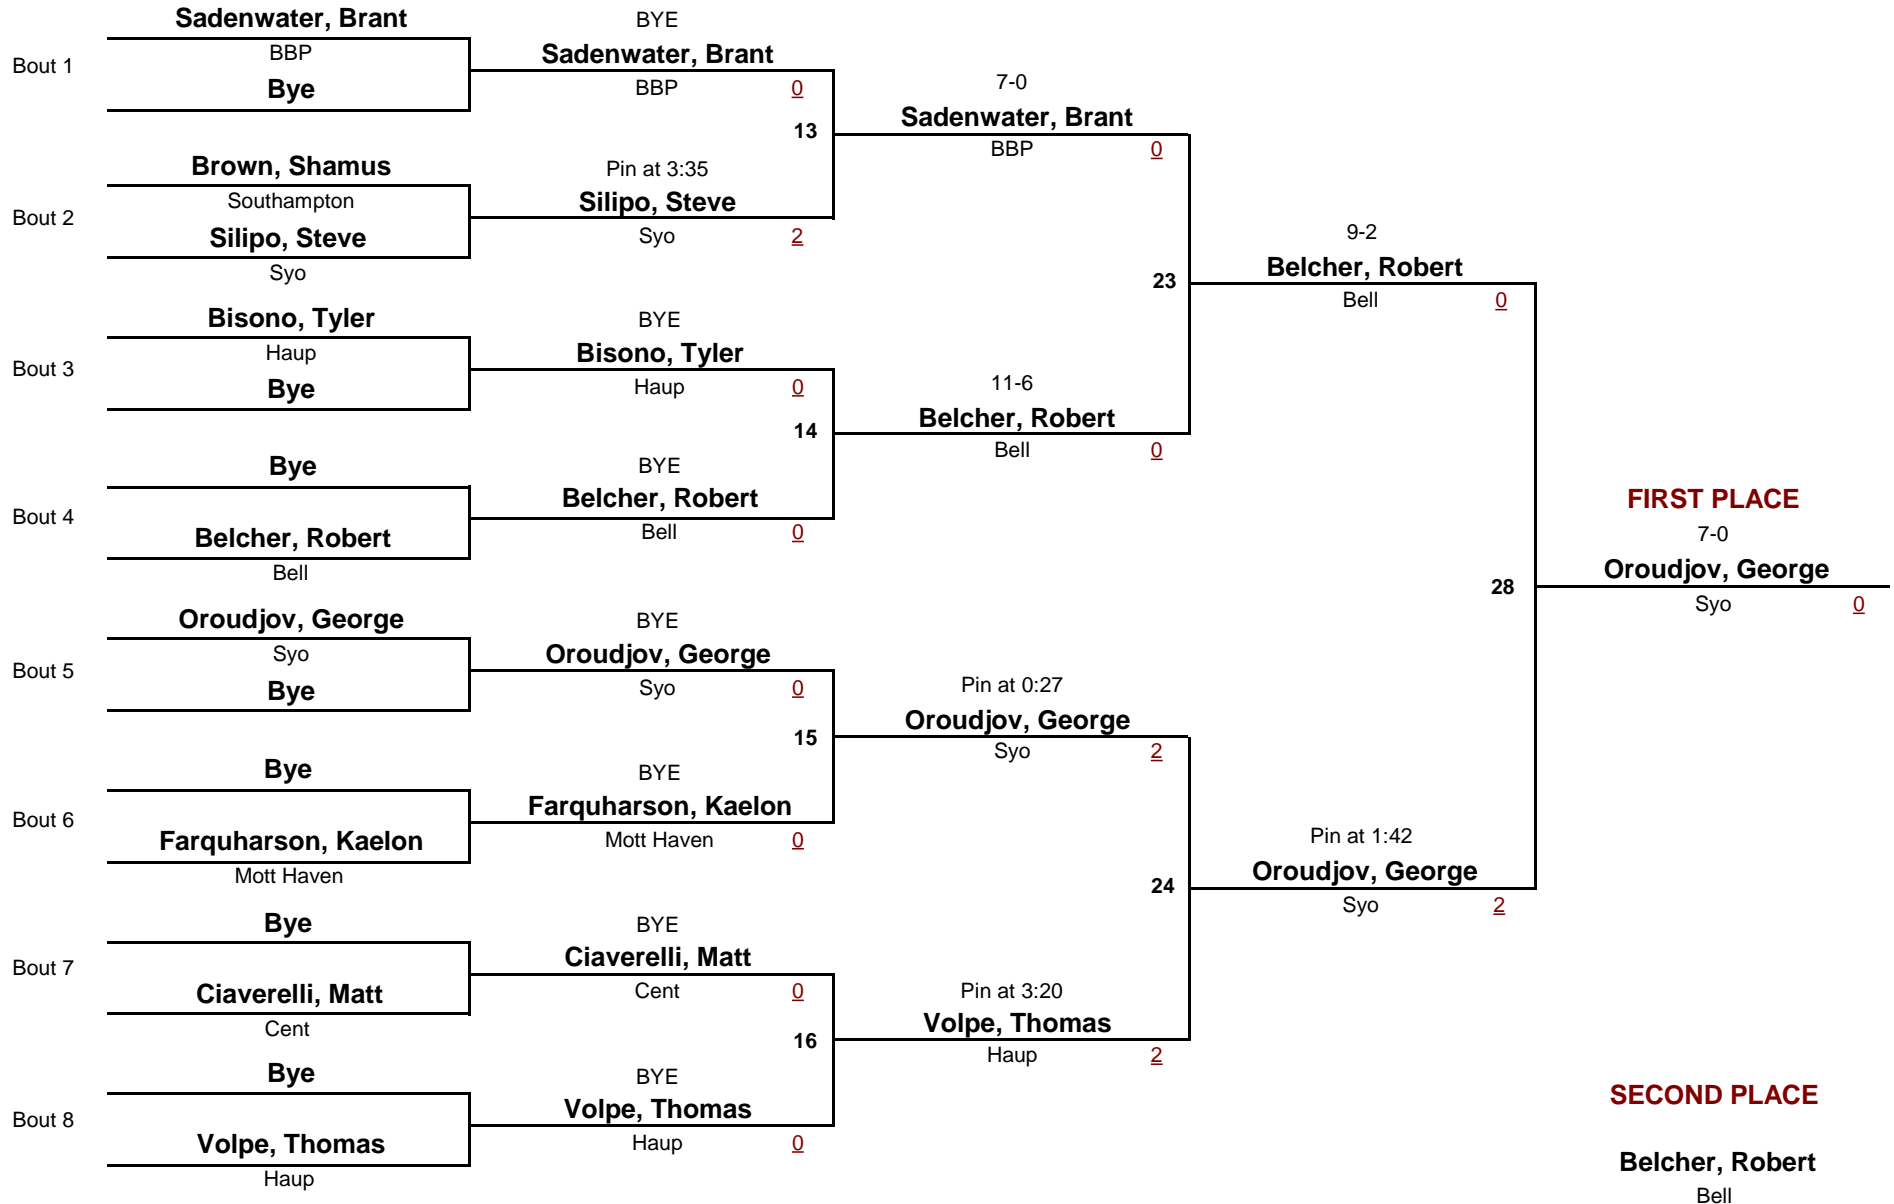 Sadenwater, Brant
Bout 1
BBP
Bye
Brown, Shamus
Bout 2
Southampton
Silipo, Steve
Syo
Bisono, Tyler
Bout 3
Haup
Bye
Bye
Bout 4
Belcher, Robert
Bell
Oroudjov, George
Bout 5
Syo
Bye
Bye
Bout 6
Farquharson, Kaelon
Mott Haven
Bye
Bout 7
Ciaverelli, Matt
Cent
Bye
Bout 8
Volpe, Thomas
Haup
BYE
Sadenwater, Brant
BBP 0
13
Pin at 3:35
Silipo, Steve
Syo 2
BYE
Bisono, Tyler
Haup 0
14
BYE
Belcher, Robert
Bell 0
BYE
Oroudjov, George
Syo 0
15
BYE
Farquharson, Kaelon
Mott Haven 0
BYE
Ciaverelli, Matt
Cent 0
16
BYE
Volpe, Thomas
Haup 0
7-0
Sadenwater, Brant
BBP 0
23
11-6
Belcher, Robert
Bell 0
Pin at 0:27
Oroudjov, George
Syo 2
24
Pin at 3:20
Volpe, Thomas
Haup 2
9-2
Belcher, Robert
Bell 0
28
Pin at 1:42
Oroudjov, George
Syo 2
FIRST PLACE
7-0
Oroudjov, George
Syo 0
SECOND PLACE
Belcher, Robert
Bell